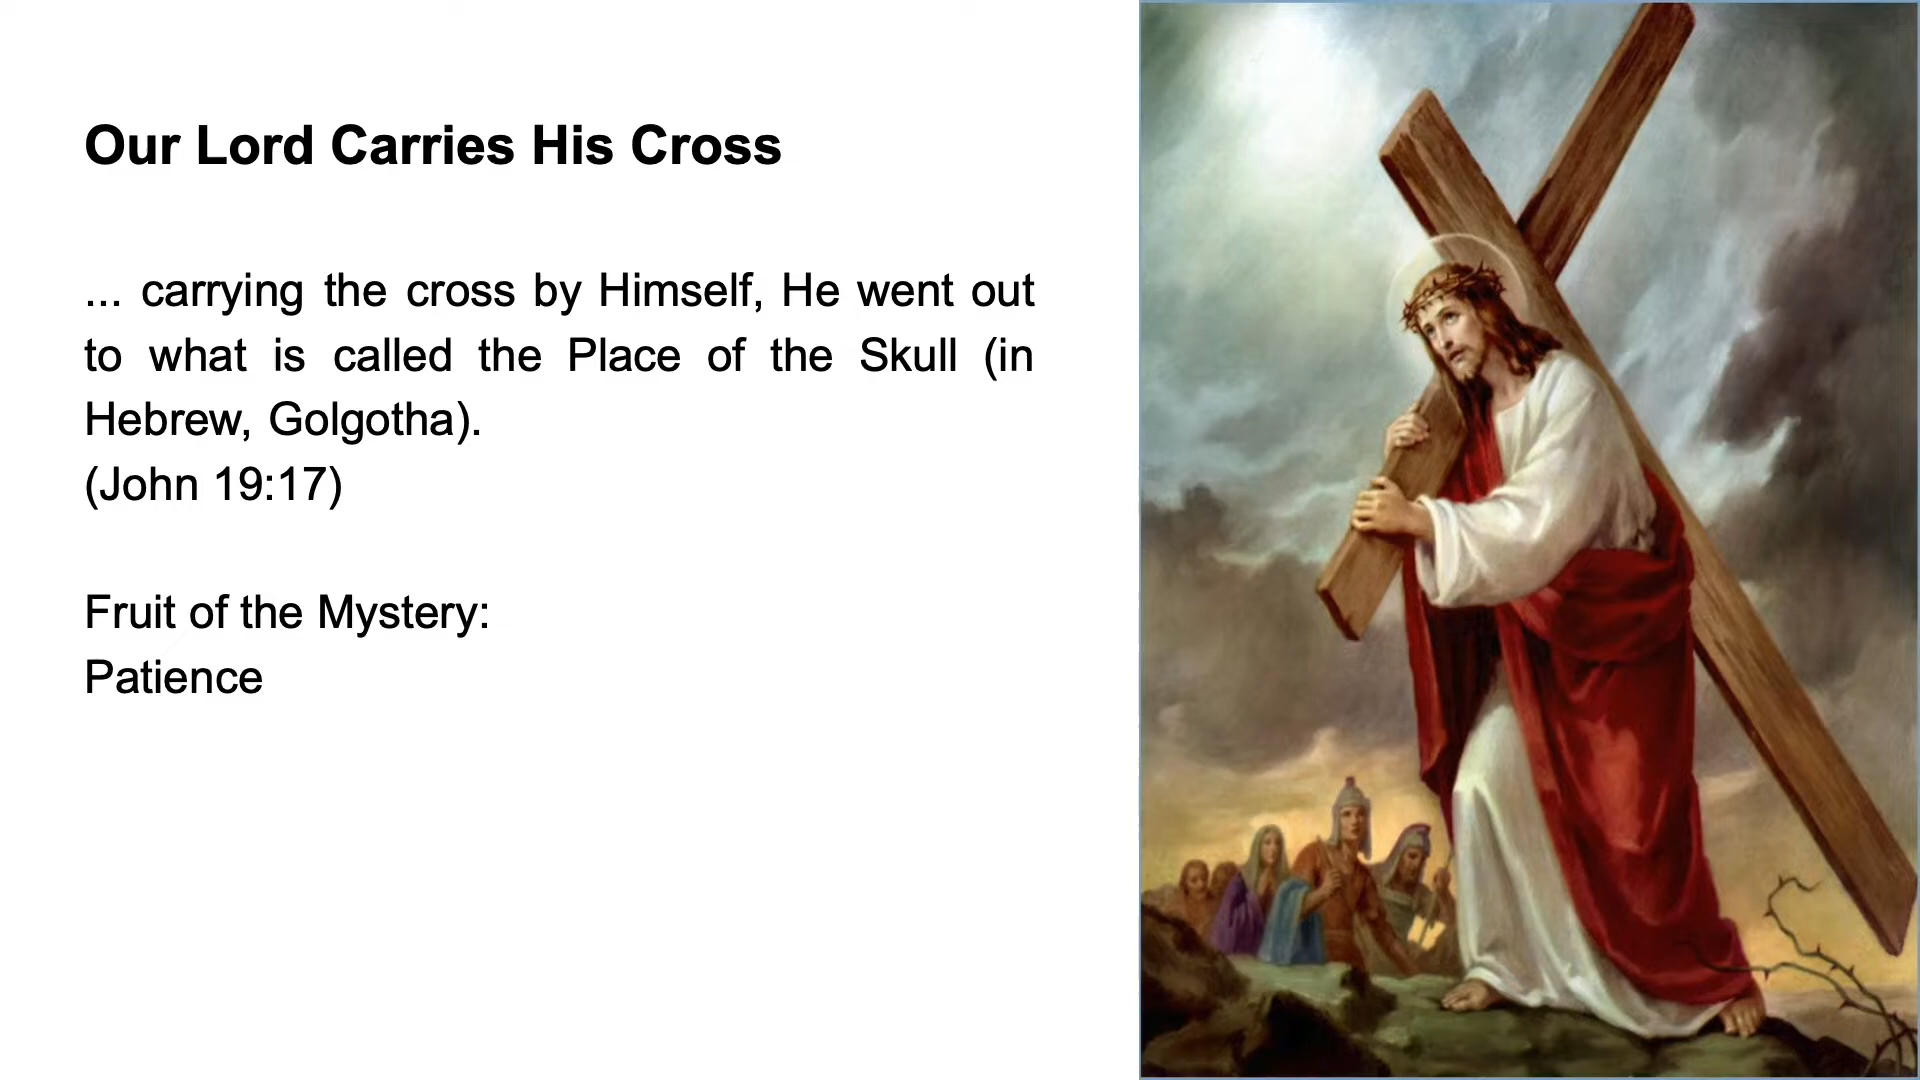 Our Lord Carries His Cross
... carrying the cross by Himself, He went out
to what is called the Place of the Skull (in
Hebrew, Golgotha).
(John 19:17)
Fruit of the Mystery:
Patience